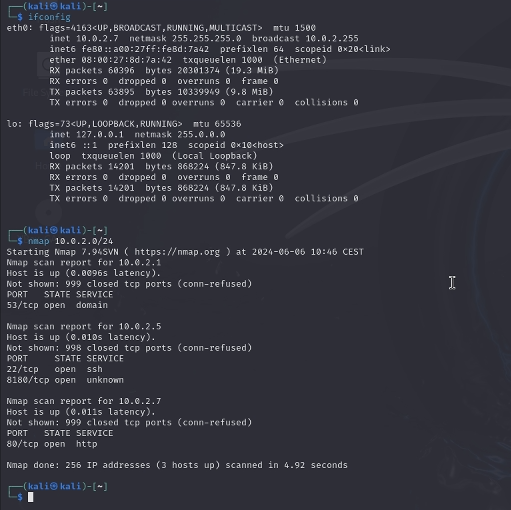 ┌──(kali㉿kali)-[~]
└─$ ifconfig
eth0: flags=4163<UP,BROADCAST,RUNNING,MULTICAST>  mtu 1500
        inet 10.0.2.7  netmask 255.255.255.0  broadcast 10.0.2.255
        inet6 fe80::a00:27ff:fe8d:7a42  prefixlen 64  scopeid 0×20<link>
        ether 08:00:27:8d:7a:42  txqueuelen 1000  (Ethernet)
        RX packets 60396  bytes 20301374 (19.3 MiB)
        RX errors 0  dropped 0  overruns 0  frame 0
        TX packets 63895  bytes 10339949 (9.8 MiB)
        TX errors 0  dropped 0 overruns 0  carrier 0  collisions 0

lo: flags=73<UP,LOOPBACK,RUNNING>  mtu 65536
        inet 127.0.0.1  netmask 255.0.0.0
        inet6 ::1  prefixlen 128  scopeid 0×10<host>
        loop  txqueuelen 1000  (Local Loopback)
        RX packets 14201  bytes 868224 (847.8 KiB)
        RX errors 0  dropped 0  overruns 0  frame 0
        TX packets 14201  bytes 868224 (847.8 KiB)
        TX errors 0  dropped 0 overruns 0  carrier 0  collisions 0

┌──(kali㉿kali)-[~]
└─$ nmap 10.0.2.0/24
Starting Nmap 7.94SVN ( https://nmap.org ) at 2024-06-06 10:46 CEST
Nmap scan report for 10.0.2.1
Host is up (0.0096s latency).
Not shown: 999 closed tcp ports (conn-refused)
PORT   STATE SERVICE
53/tcp open  domain

Nmap scan report for 10.0.2.5
Host is up (0.010s latency).
Not shown: 998 closed tcp ports (conn-refused)
PORT     STATE SERVICE
22/tcp   open  ssh
8180/tcp open  unknown

Nmap scan report for 10.0.2.7
Host is up (0.011s latency).
Not shown: 999 closed tcp ports (conn-refused)
PORT   STATE SERVICE
80/tcp open  http

Nmap done: 256 IP addresses (3 hosts up) scanned in 4.92 seconds

┌──(kali㉿kali)-[~]
└─$